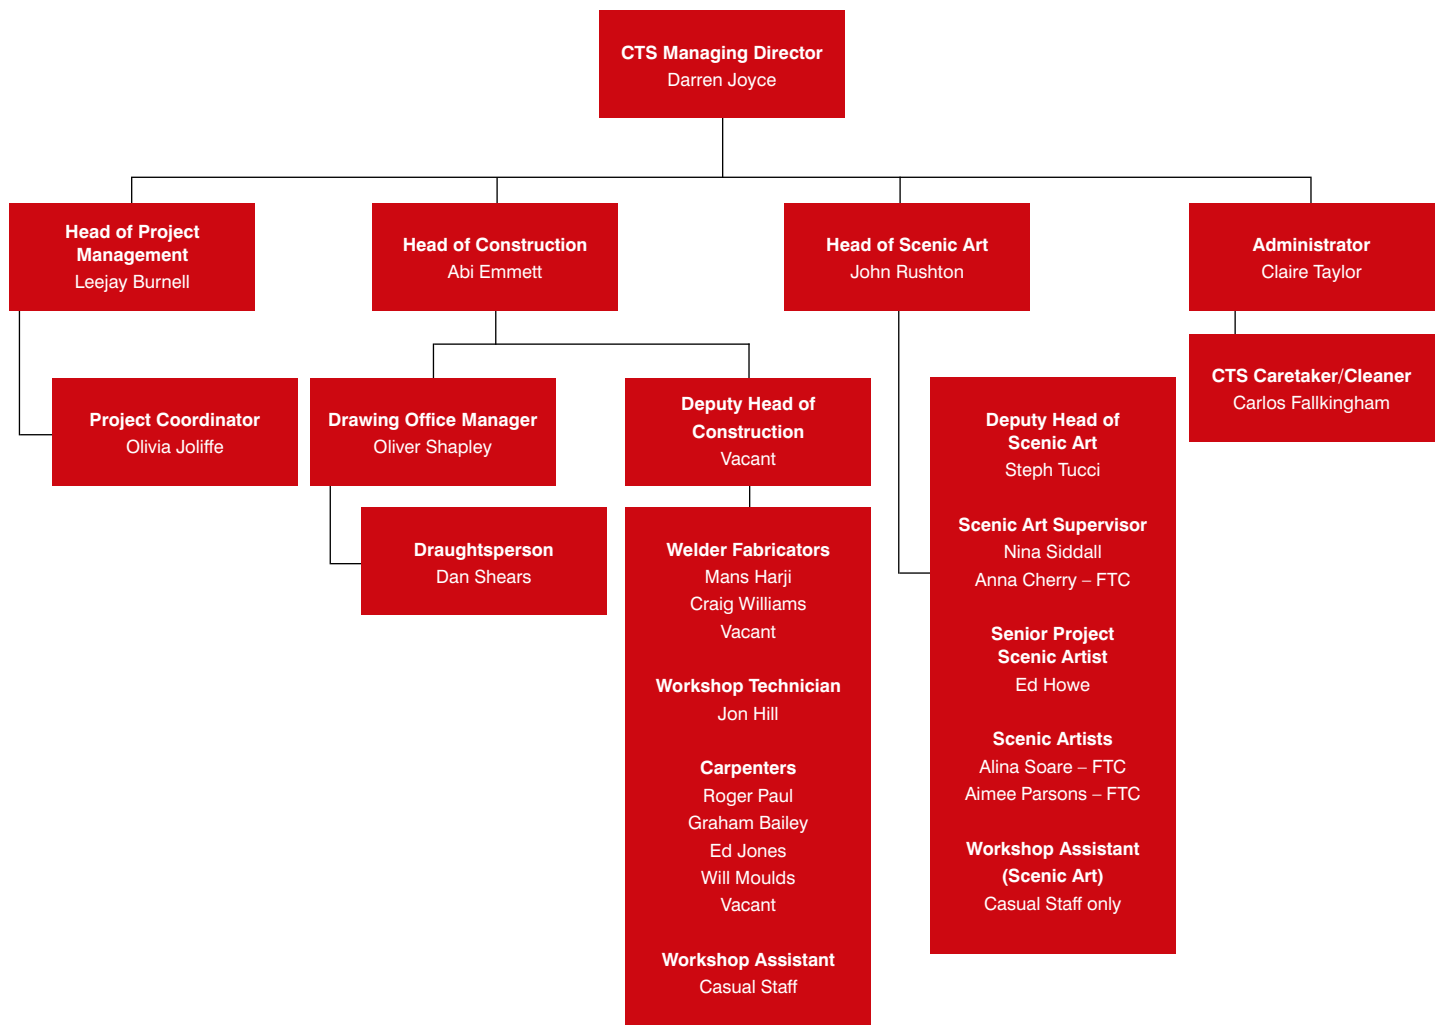 CTS Managing Director
Darren Joyce
Head of Project
Management
Leejay Burnell
Head of Construction
Abi Emmett
Head of Scenic Art
John Rushton
Administrator
Claire Taylor
Project Coordinator
Olivia Joliffe
Drawing Office Manager
Oliver Shapley
Deputy Head of
Construction
Vacant
CTS Caretaker/Cleaner
Carlos Fallkingham
Draughtsperson
Dan Shears
Welder Fabricators
Mans Harji
Craig Williams
Vacant
Workshop Technician
Jon Hill
Carpenters
Roger Paul
Graham Bailey
Ed Jones
Will Moulds
Vacant
Workshop Assistant
Casual Staff
Deputy Head of
Scenic Art
Steph Tucci
Scenic Art Supervisor
Nina Siddall
Anna Cherry – FTC
Senior Project
Scenic Artist
Ed Howe
Scenic Artists
Alina Soare – FTC
Aimee Parsons – FTC
Workshop Assistant
(Scenic Art)
Casual Staff only